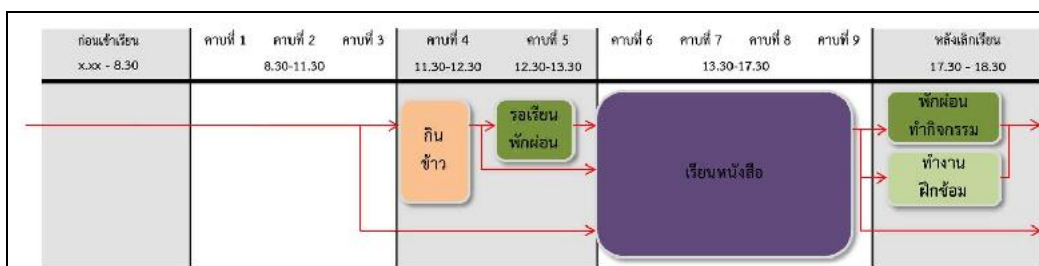 ก่อนเข้าเรียน คาบที่ 1 คาบที่ 2 คาบที่ 3 คาบที่ 4 คาบที่ 5 คาบที่ 6 คาบที่ 7 คาบที่ 8 คาบที่ 9 หลังเลิกเรียน
x.xx - 8.30 8.30-11.30 11.30-12.30 12.30-13.30 13.30-17.30 17.30 - 18.30
กิน
ข้าว
รอเรียน
พักผ่อน
เรียนหนังสือ
พักผ่อน
ทำกิจกรรม
ทำงาน
ฝึกซ้อม